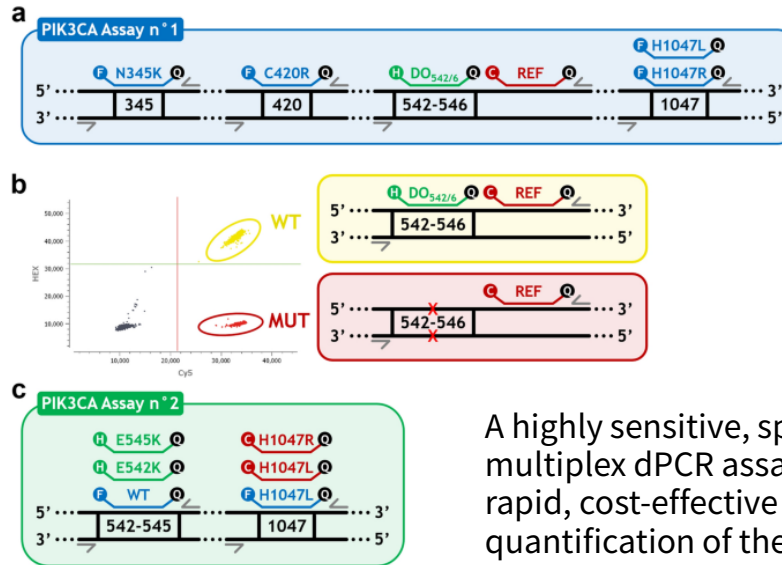 a
PIK3CA Assay n°1
F H1047L Q
F N345K Q F C420R Q H DO542/6 Q C REF Q F H1047R Q
5' 345 420 542-546 1047 3'
3' 5'
b
50,000
40,000
30,000
20,000
10,000
HEX
10,000 20,000 30,000 40,000
Cy5
WT
MUT
H DO542/6 Q C REF Q
5' 3'
542-546
3' 5'
C REF Q
5' X 3'
542-546
3' X 5'
c
PIK3CA Assay n°2
H E545K Q C H1047R Q
H E542K Q C H1047L Q
F WT Q F H1047L Q
5' 3'
542-545 1047
3' 5'
A highly sensitive, sp
multiplex dPCR assa
rapid, cost-effective
quantification of the